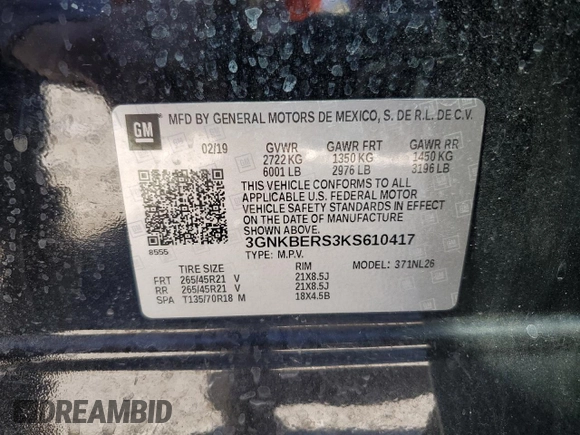 GM
MFD BY GENERAL MOTORS DE MEXICO, S. DE R.L. DE C.V.
02/19 GVWR GAWR FRT GAWR RR
2722 KG 1350 KG 1450 KG
6001 LB 2976 LB 3196 LB
THIS VEHICLE CONFORMS TO ALL
APPLICABLE U.S. FEDERAL MOTOR
VEHICLE SAFETY STANDARDS IN EFFECT
ON THE DATE OF MANUFACTURE
SHOWN ABOVE.
8555
3GNKBERS3KS610417
TYPE: M.P.V. MODEL: 371NL26
TIRE SIZE RIM
FRT 265/45R21 V 21X8.5J
RR 265/45R21 V 21X8.5J
SPA T135/70R18 M 18X4.5B
DREAMBID